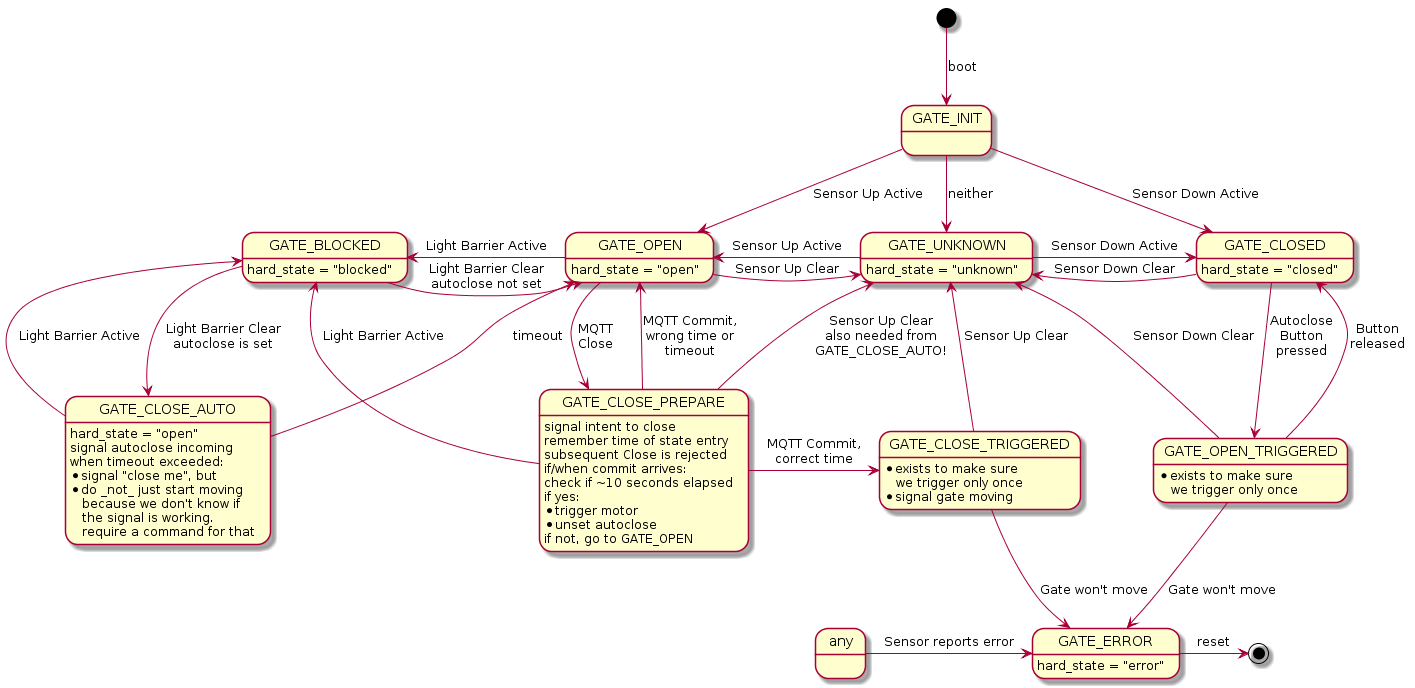 boot
GATE_INIT
Sensor Up Active
neither
Sensor Down Active
GATE_BLOCKED
hard_state = "blocked"
Light Barrier Active
Light Barrier Clear
autoclose not set
GATE_OPEN
hard_state = "open"
Sensor Up Active
Sensor Up Clear
GATE_UNKNOWN
hard_state = "unknown"
Sensor Down Active
Sensor Down Clear
GATE_CLOSED
hard_state = "closed"
Light Barrier Active
Light Barrier Clear
autoclose is set
Light Barrier Active
timeout
MQTT
Close
MQTT Commit,
wrong time or
timeout
Sensor Up Clear
also needed from
GATE_CLOSE_AUTO!
Sensor Up Clear
Sensor Down Clear
Autoclose
Button
pressed
Button
released
GATE_CLOSE_AUTO
hard_state = "open"
signal autoclose incoming
when timeout exceeded:
• signal "close me", but
• do _not_ just start moving
because we don't know if
the signal is working.
require a command for that
GATE_CLOSE_PREPARE
signal intent to close
remember time of state entry
subsequent Close is rejected
if/when commit arrives:
check if ~10 seconds elapsed
if yes:
• trigger motor
• unset autoclose
if not, go to GATE_OPEN
MQTT Commit,
correct time
GATE_CLOSE_TRIGGERED
• exists to make sure
we trigger only once
• signal gate moving
GATE_OPEN_TRIGGERED
• exists to make sure
we trigger only once
Gate won't move
Gate won't move
any
Sensor reports error
GATE_ERROR
hard_state = "error"
reset